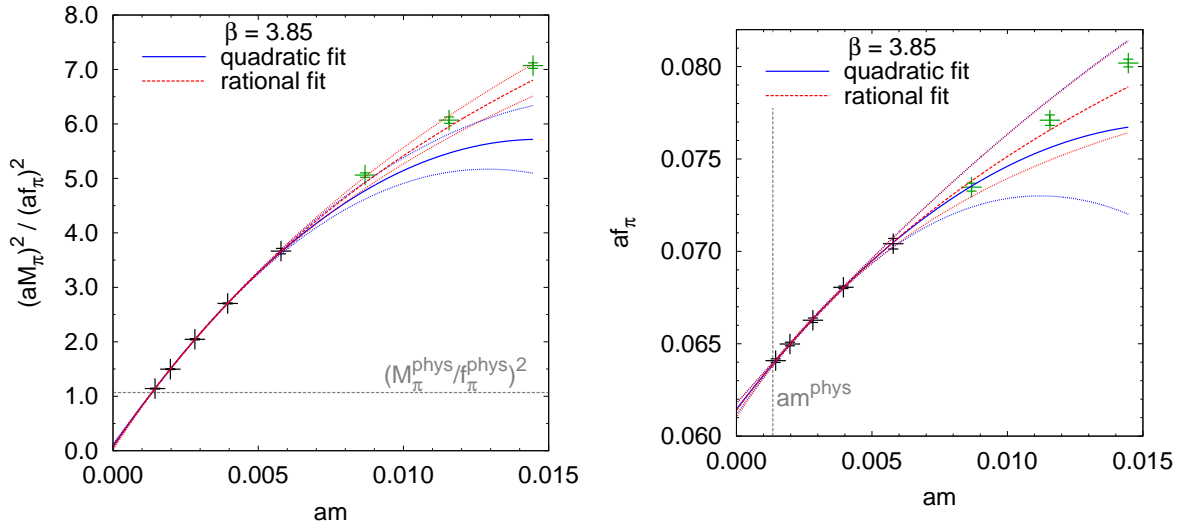 β = 3.85
quadratic fit
rational fit
8.0
7.0
6.0
5.0
4.0
3.0
2.0
1.0
0.0
(aM_π)^2 / (af_π)^2
(M_π^phys/f_π^phys)^2
0.000 0.005 0.010 0.015
am
β = 3.85
quadratic fit
rational fit
0.080
0.075
0.070
0.065
0.060
af_π
am^phys
0.000 0.005 0.010 0.015
am